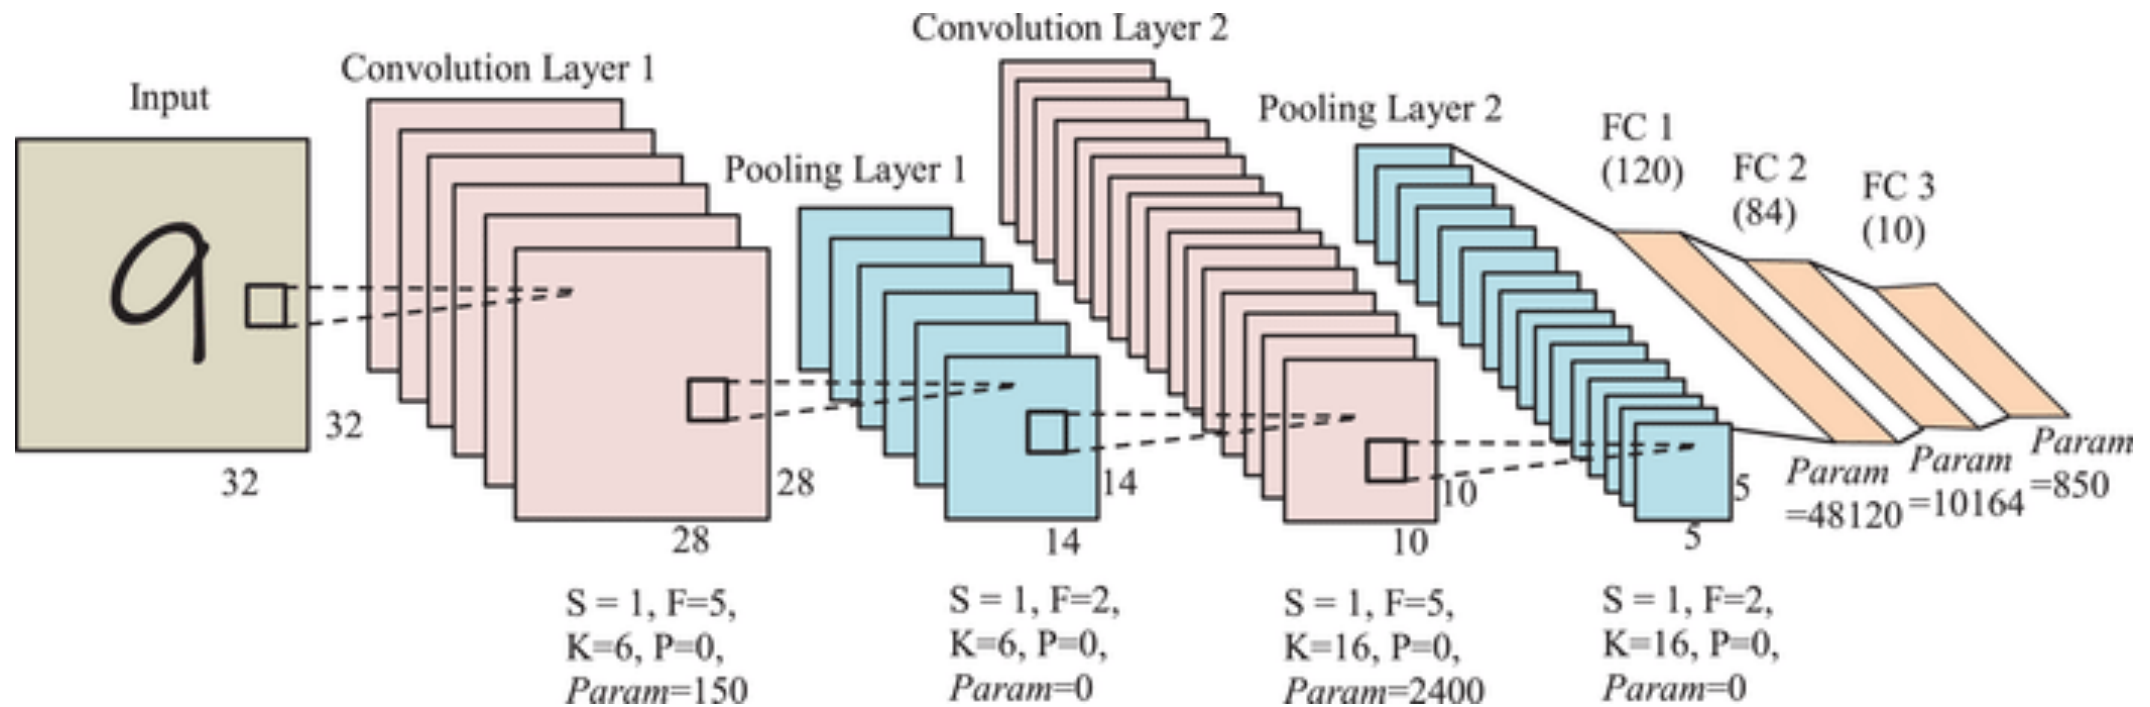 Input
9
32
32
Convolution Layer 1
28
28
S = 1, F=5,
K=6, P=0,
Param=150
Pooling Layer 1
14
14
S = 1, F=2,
K=6, P=0,
Param=0
Convolution Layer 2
10
10
S = 1, F=5,
K=16, P=0,
Param=2400
Pooling Layer 2
5
5
S = 1, F=2,
K=16, P=0,
Param=0
FC 1
(120)
Param
=48120
FC 2
(84)
Param
=10164
FC 3
(10)
Param
=850